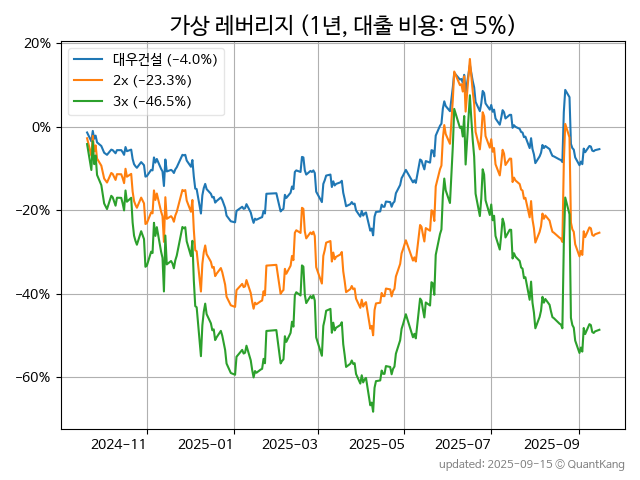 가상 레버리지 (1년, 대출 비용: 연 5%)
대우건설 (−4.0%)
2x (−23.3%)
3x (−46.5%)
20%
0%
−20%
−40%
−60%
2024-11
2025-01
2025-03
2025-05
2025-07
2025-09
updated: 2025-09-15 © QuantKang